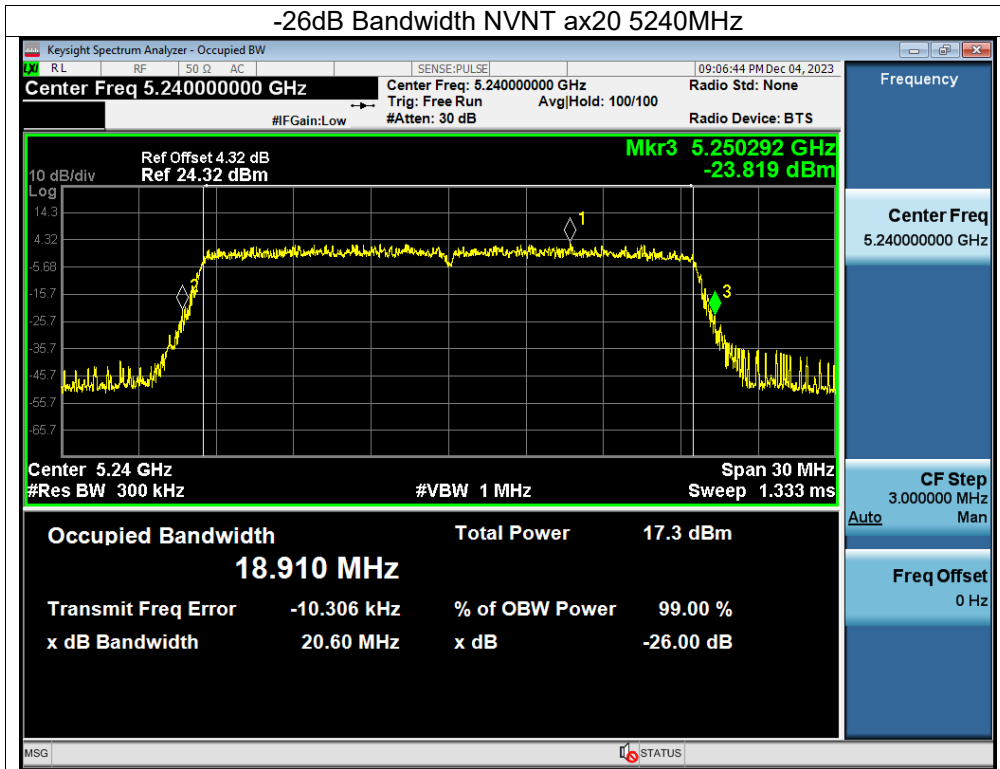 -26dB Bandwidth NVNT ax20 5240MHz
Keysight Spectrum Analyzer - Occupied BW
LXI RL RF 50 Ω AC SENSE:PULSE 09:06:44 PM Dec 04, 2023
Center Freq 5.240000000 GHz
Center Freq: 5.240000000 GHz
Radio Std: None
Trig: Free Run Avg|Hold: 100/100
#IFGain:Low
#Atten: 30 dB
Radio Device: BTS
Mkr3 5.250292 GHz
-23.819 dBm
Ref Offset 4.32 dB
10 dB/div Ref 24.32 dBm
Log
14.3
4.32
-5.68
-15.7
-25.7
-35.7
-45.7
-55.7
-65.7
1
2
3
Center 5.24 GHz Span 30 MHz
#Res BW 300 kHz #VBW 1 MHz Sweep 1.333 ms
Occupied Bandwidth Total Power 17.3 dBm
18.910 MHz
Transmit Freq Error -10.306 kHz % of OBW Power 99.00 %
x dB Bandwidth 20.60 MHz x dB -26.00 dB
Frequency
Center Freq
5.240000000 GHz
CF Step
3.000000 MHz
Auto Man
Freq Offset
0 Hz
MSG STATUS